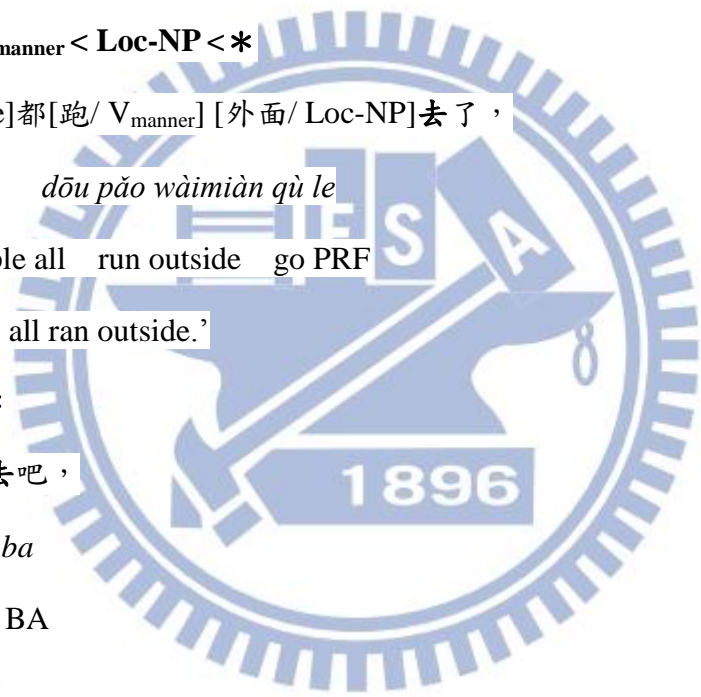 manner < Loc-NP <*
e]都[跑/ Vmanner] [外面/ Loc-NP]去了，
dōu pǎo wàimiàn qù le
ple all run outside go PRF
all ran outside.’
:
去吧，
ba
BA
E S A
1896